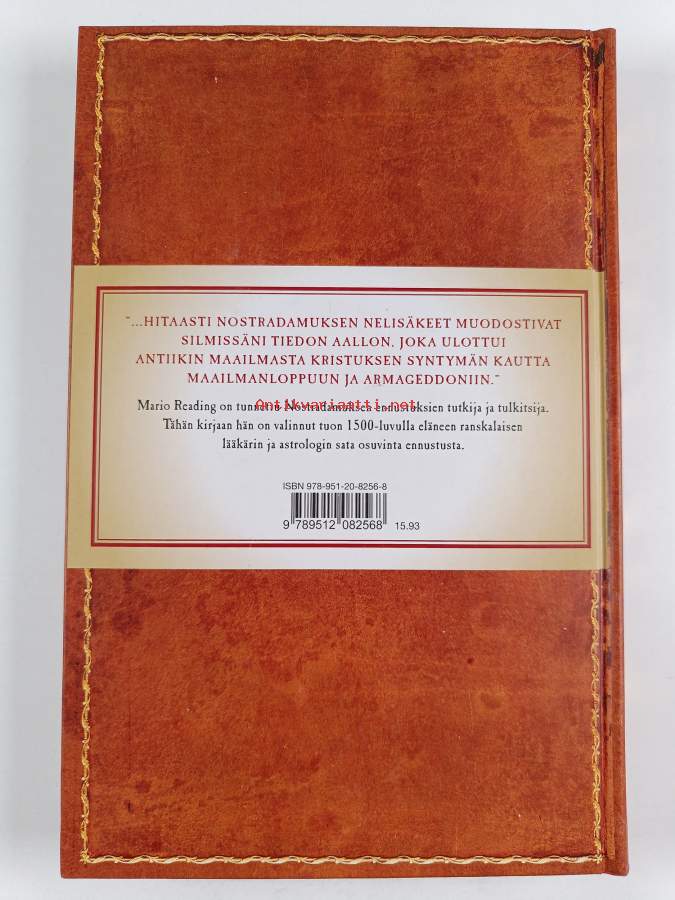 "...HITAASTI NOSTRADAMUKSEN NELISÄKEET MUODOSTIVAT
SILMISSÄNI TIEDON AALLON, JOKA ULOTTUI
ANTIIKIN MAAILMASTA KRISTUKSEN SYNTYMÄN KAUTTA
MAAILMANLOPPUUN JA ARMAGEDDONIIN."
Antikvariaatti.net
Mario Reading on tunnettu Nostradamuksen ennustuksien tutkija ja tulkitsija.
Tähän kirjaan hän on valinnut tuon 1500-luvulla eläneen ranskalaisen
lääkärin ja astrologin sata osuvinta ennustusta.
ISBN 978-951-20-8256-8
9 789512 082568 15.93